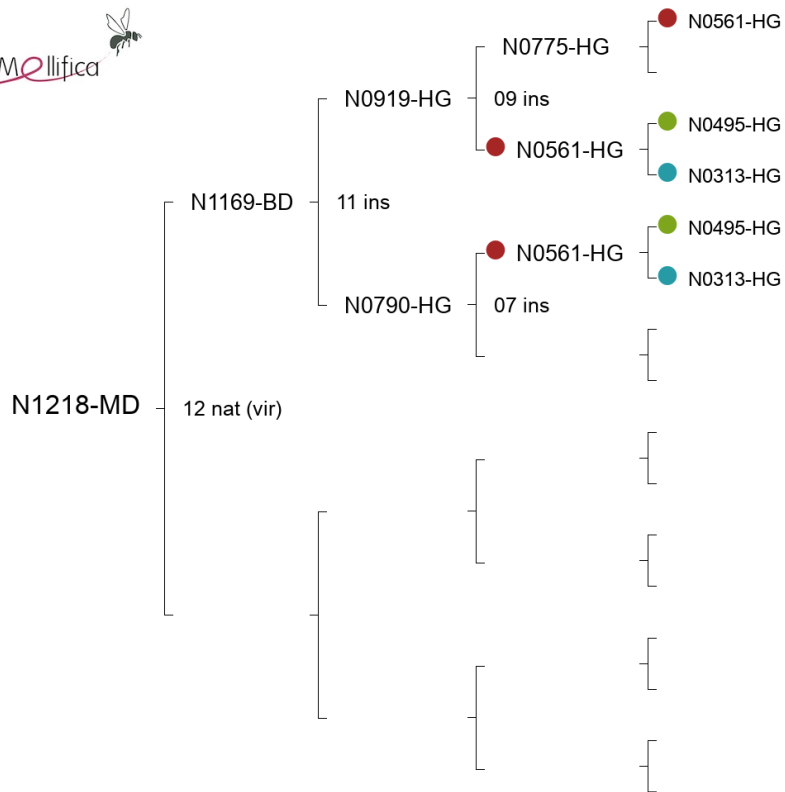 Mellifica
N0561-HG
N0775-HG
N0919-HG
09 ins
N0495-HG
N0561-HG
N0313-HG
N1169-BD
11 ins
N0495-HG
N0561-HG
N0313-HG
N0790-HG
07 ins
N1218-MD
12 nat (vir)